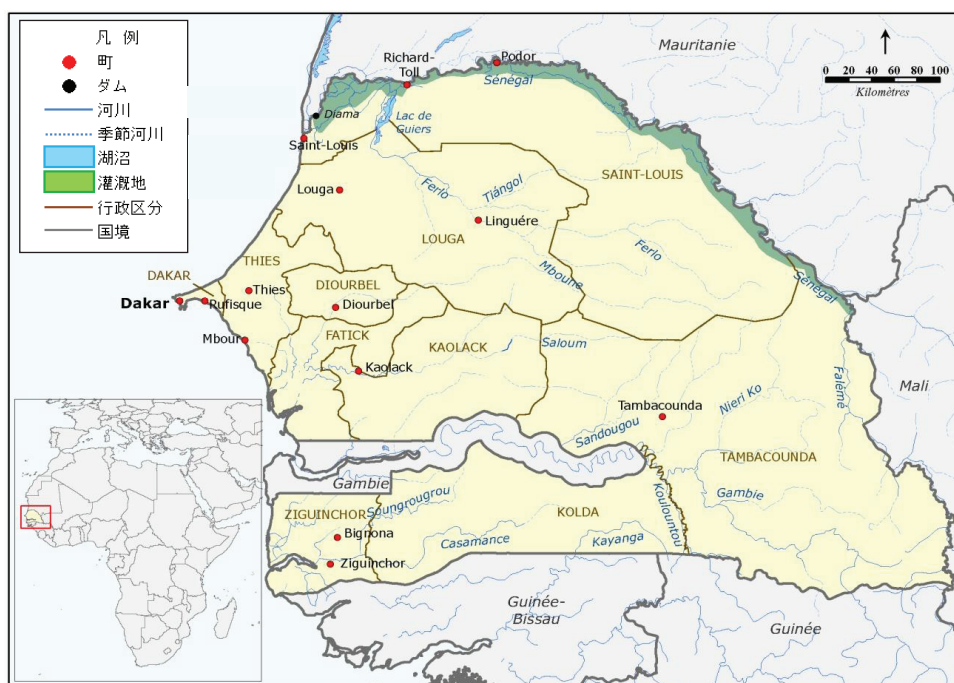 凡 例
町
ダム
河川
季節河川
湖沼
灌漑地
行政区分
国境
Mauritanie
0 20 40 60 80 100
Kilomètres
Podor
Richard-
Toll
Sénégal
Diama
Lac de
Guiers
Saint-Louis
SAINT-LOUIS
Louga
Ferlo
Tiángol
Linguére
LOUGA
Ferlo
Mboune
THIES
DAKAR
DIOURBEL
Sénégal
Thies
Dakar
Rufisque
Diourbel
FATICK
Mbour
KAOLACK
Saloum
Kaolack
Mali
Falémé
Nieri Ko
Tambacounda
Sandougou
TAMBACOUNDA
Gambie
Gambie
Koulountou
Soungrougrou
ZIGUINCHOR
KOLDA
Bignona
Casamance
Kayanga
Ziguinchor
Guinée-
Bissau
Guinée